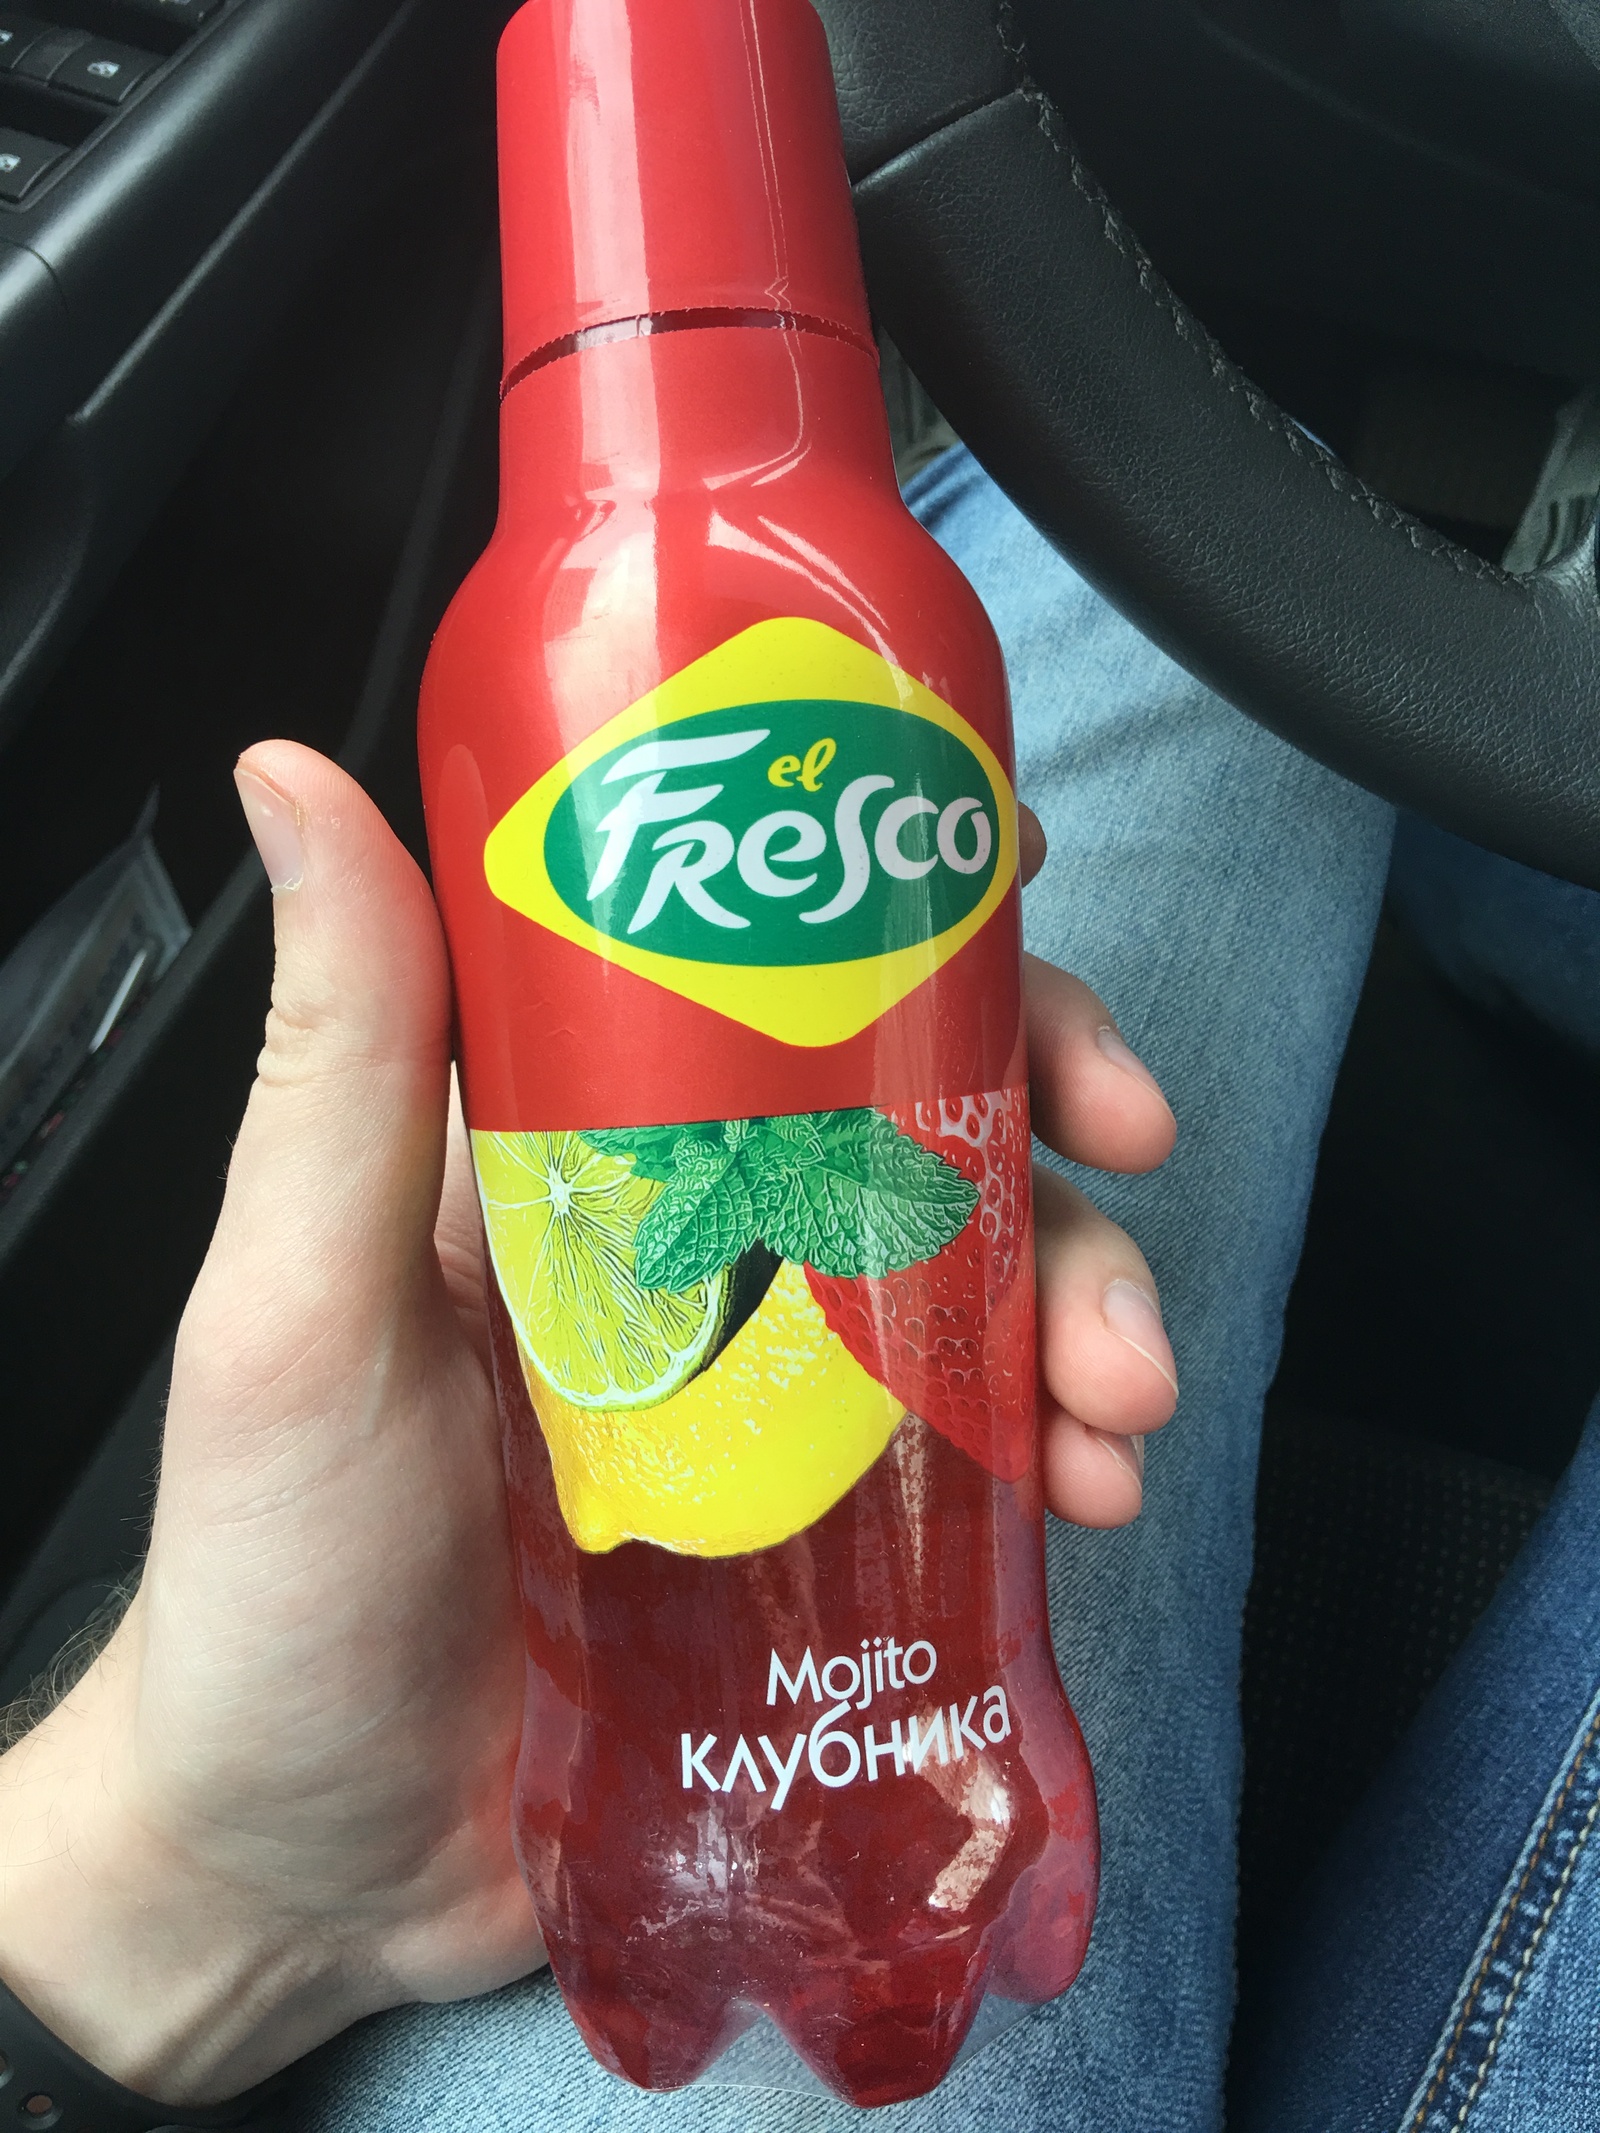 el
Fresco
Mojito
клубника